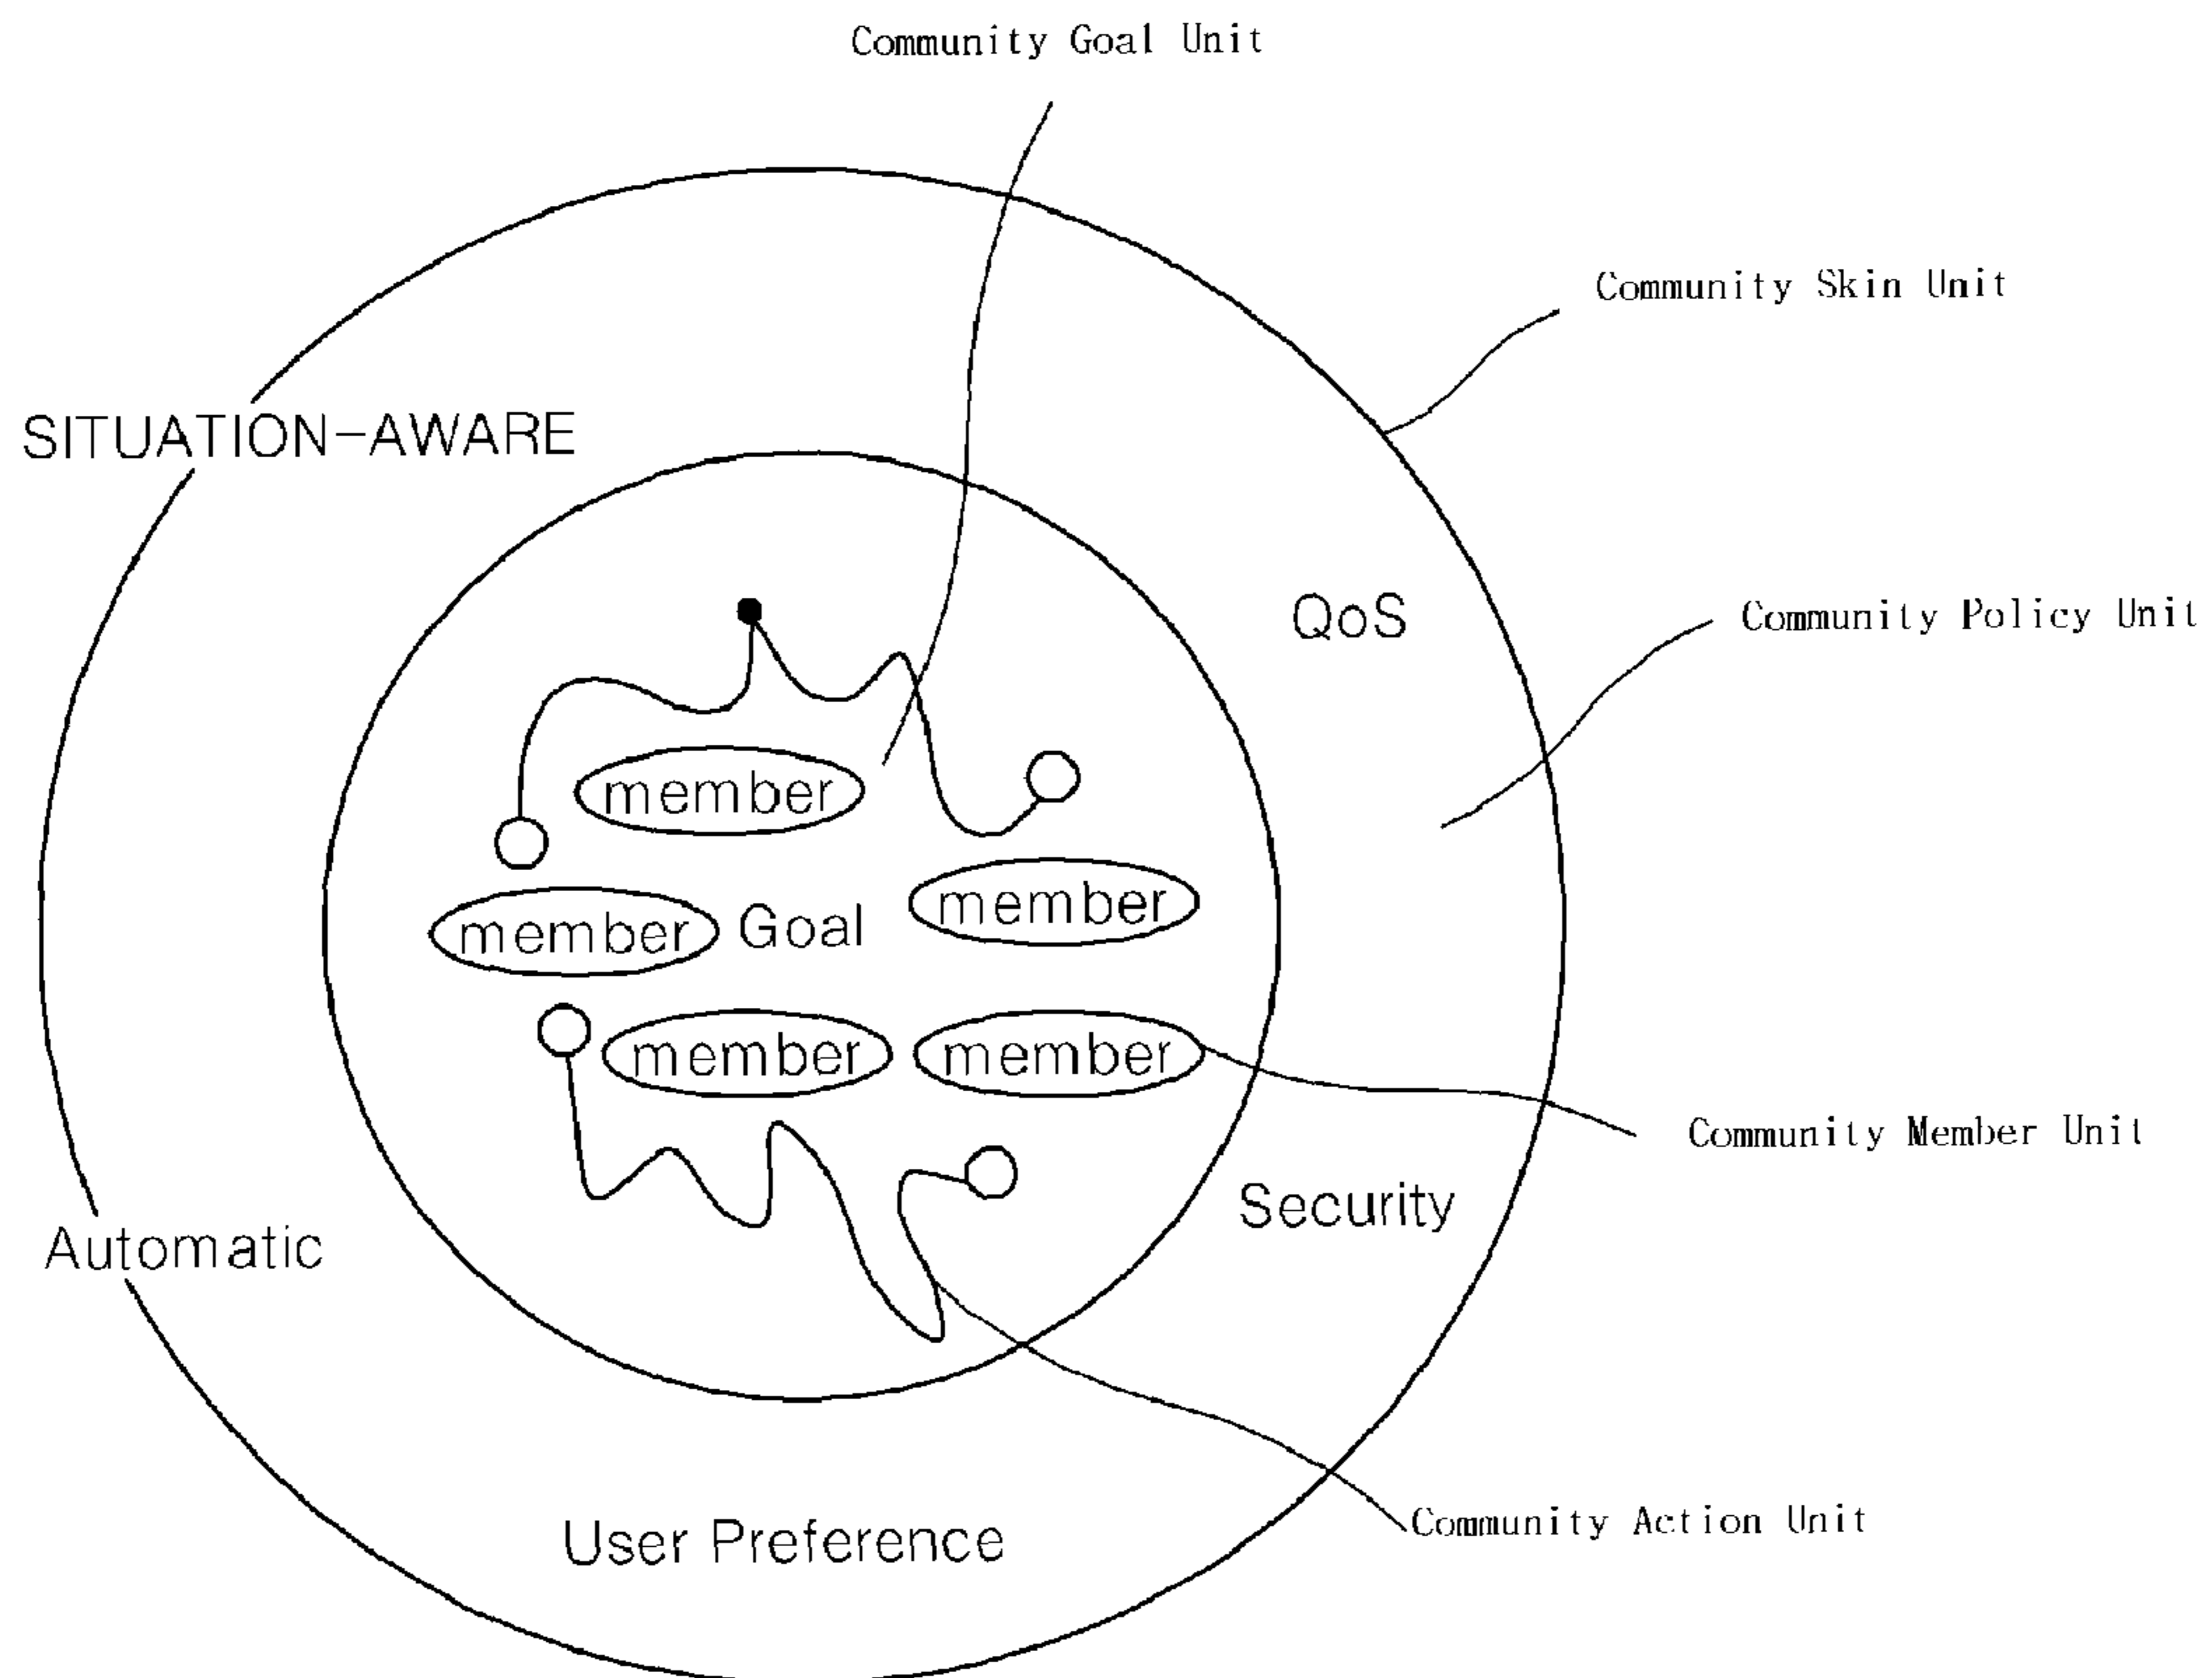 Community Goal Unit
Community Skin Unit
SITUATION-AWARE
QoS
Community Policy Unit
member
member
member Goal
member member
Community Member Unit
Security
Automatic
Community Action Unit
User Preference